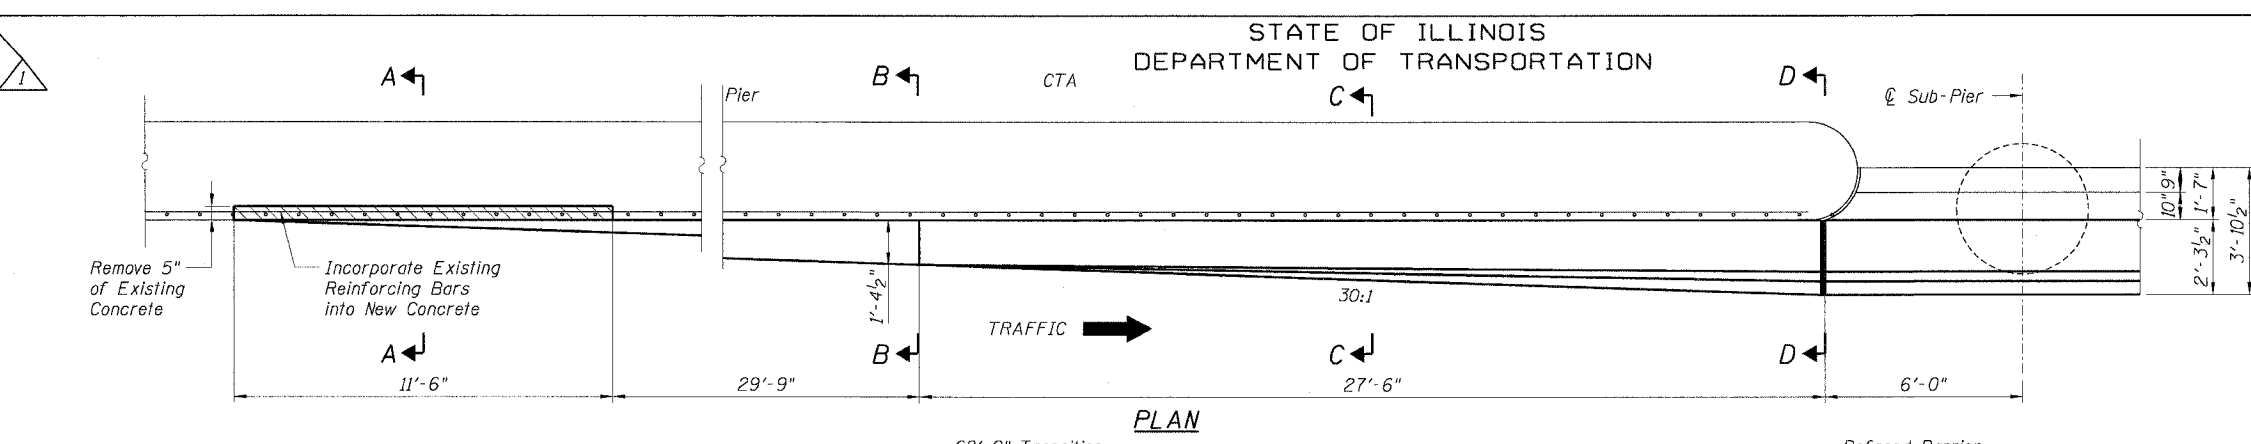 STATE OF ILLINOIS
DEPARTMENT OF TRANSPORTATION
1
A
Pier
B
CTA
C
D
℄ Sub-Pier
10" 9"
1'-7"
3'-10½"
2'-3½"
Remove 5"
of Existing
Concrete
Incorporate Existing
Reinforcing Bars
into New Concrete
1'-4½"
30:1
TRAFFIC
A
B
C
D
11'-6"
29'-9"
27'-6"
6'-0"
PLAN